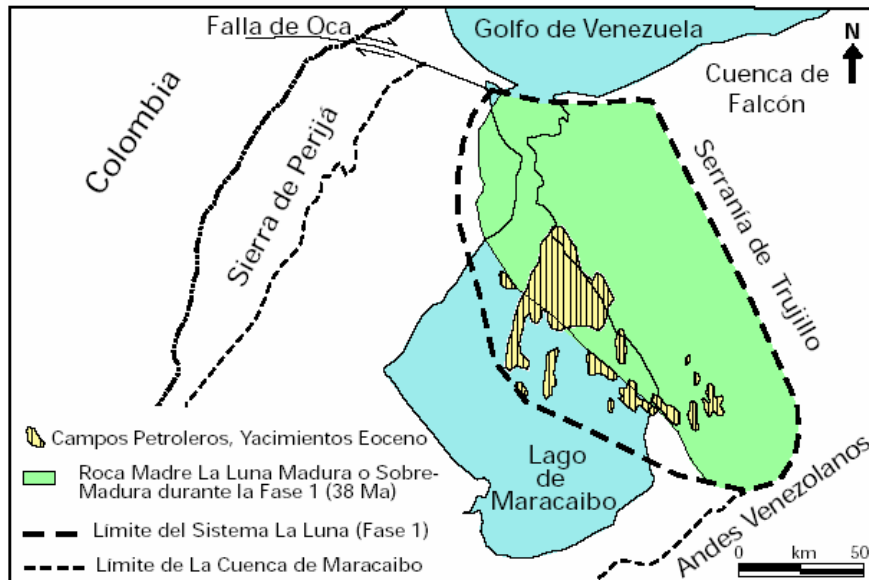 Falla de Oca
Golfo de Venezuela
N
Cuenca de
Falcón
Colombia
Sierra de Perijá
Serranía de Trujillo
Campos Petroleros, Yacimientos Eoceno
Roca Madre La Luna Madura o Sobre-
Madura durante la Fase 1 (38 Ma)
Límite del Sistema La Luna (Fase 1)
Límite de La Cuenca de Maracaibo
Lago
de
Maracaibo
Andes Venezolanos
0 km 50